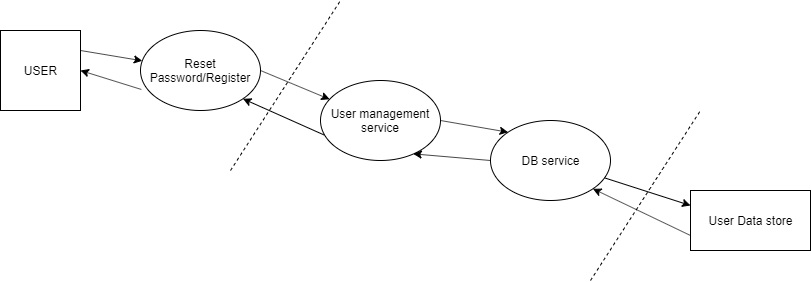 USER
Reset
Password/Register
User management
service
DB service
User Data store